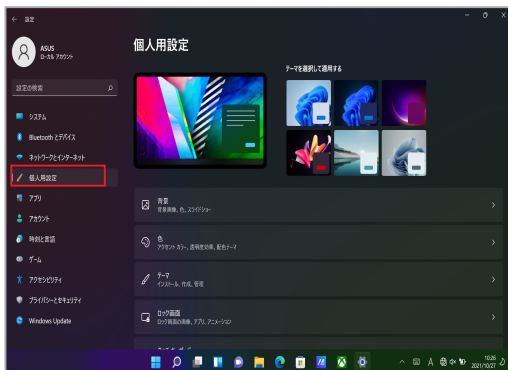 ← 設定
ASUS
ローカル アカウント
設定の検索
システム
Bluetooth とデバイス
ネットワークとインターネット
個人用設定
アプリ
アカウント
時刻と言語
ゲーム
アクセシビリティ
プライバシーとセキュリティ
Windows Update
個人用設定
テーマを選択して適用する
背景
背景画像、色、スライドショー
色
アクセント カラー、透明度効果、配色テーマ
テーマ
インストール、作成、管理
ロック画面
ロック画面の画像、アプリ、アニメーション
A
10:26
2021/10/27